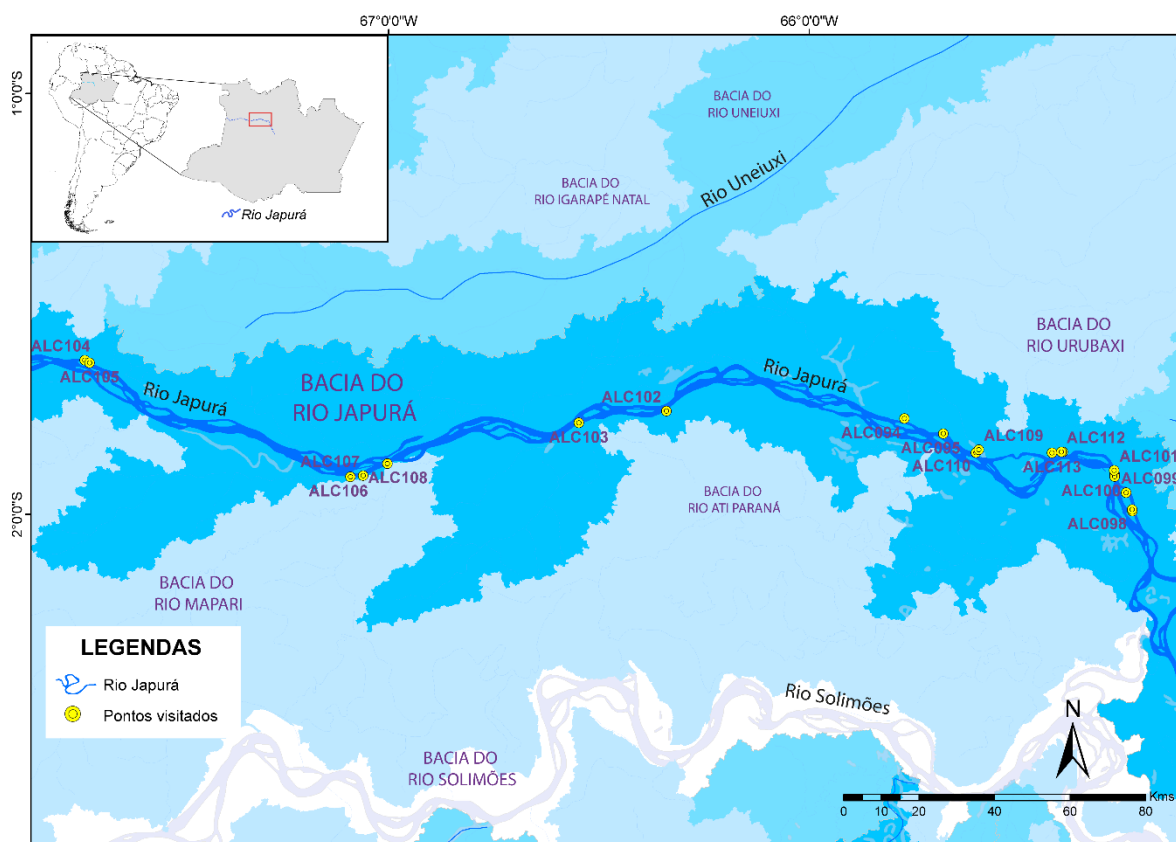 67°0'0"W
66°0'0"W
1°0'0"S
2°0'0"S
Rio Japurá
BACIA DO
RIO UNEIUXI
BACIA DO
RIO IGARAPÉ NATAL
Rio Uneiuxi
BACIA DO
RIO URUBAXI
ALC104
ALC105
Rio Japurá
BACIA DO
RIO JAPURÁ
ALC102
ALC103
Rio Japurá
ALC094
ALC095
ALC109
ALC110
ALC112
ALC113
ALC101
ALC099
ALC098
ALC107
ALC106
ALC108
BACIA DO
RIO ATI PARANÁ
BACIA DO
RIO MAPARI
LEGENDAS
Rio Japurá
Pontos visitados
Rio Solimões
BACIA DO
RIO SOLIMÕES
N
0 10 20 40 60 80
Kms